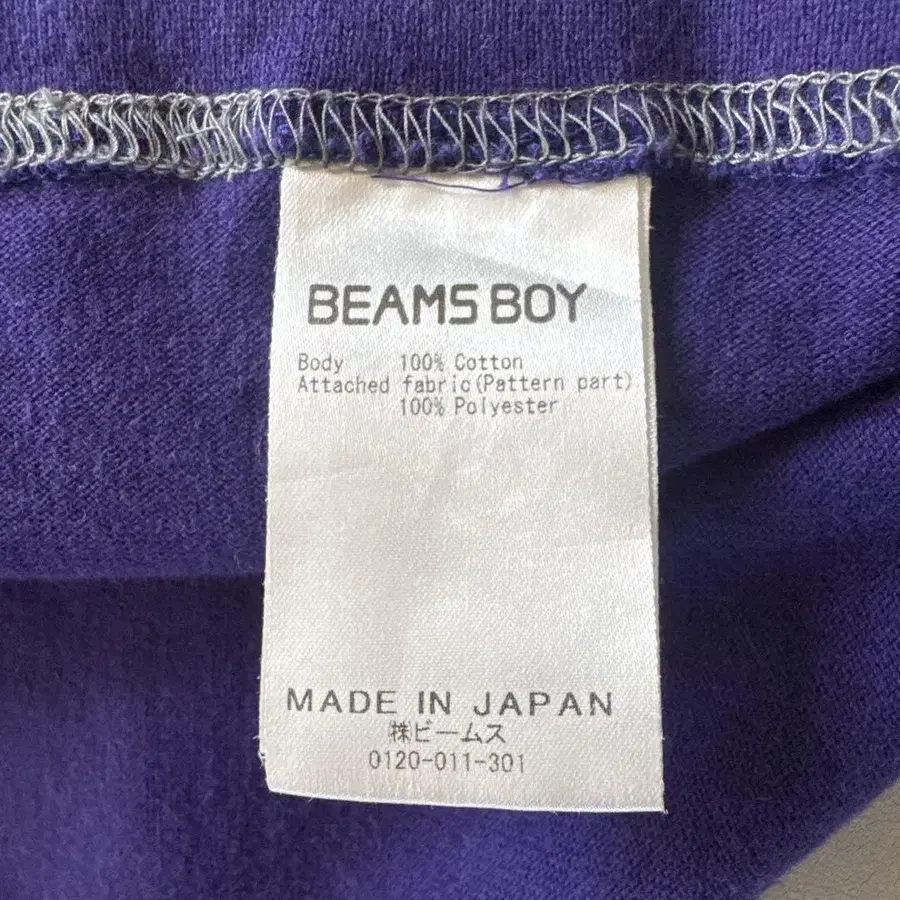 BEAMS BOY
Body 100% Cotton
Attached fabric(Pattern part)
100% Polyester
MADE IN JAPAN
㈱ビームス
0120-011-301